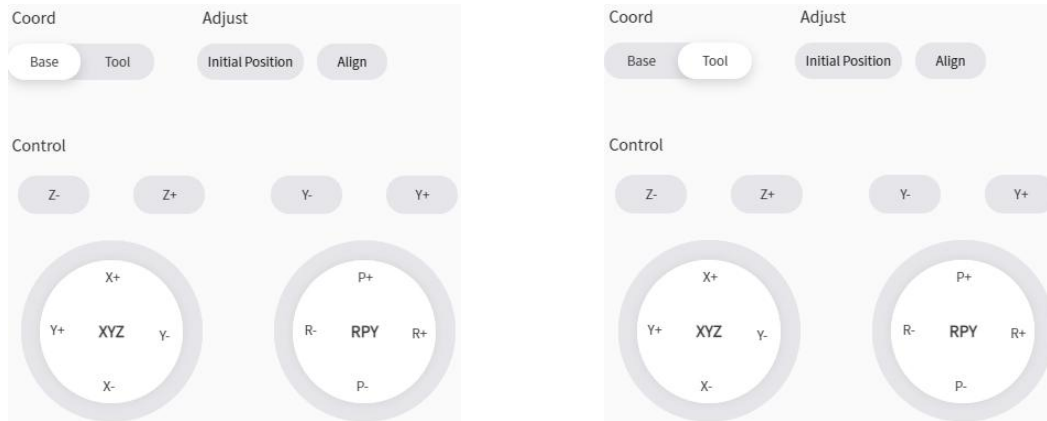 Coord Adjust
Base Tool Initial Position Align
Control
Z- Z+ Y- Y+
X+ P+
Y+ XYZ Y- R- RPY R+
X- P-
Coord Adjust
Base Tool Initial Position Align
Control
Z- Z+ Y- Y+
X+ P+
Y+ XYZ Y- R- RPY R+
X- P-